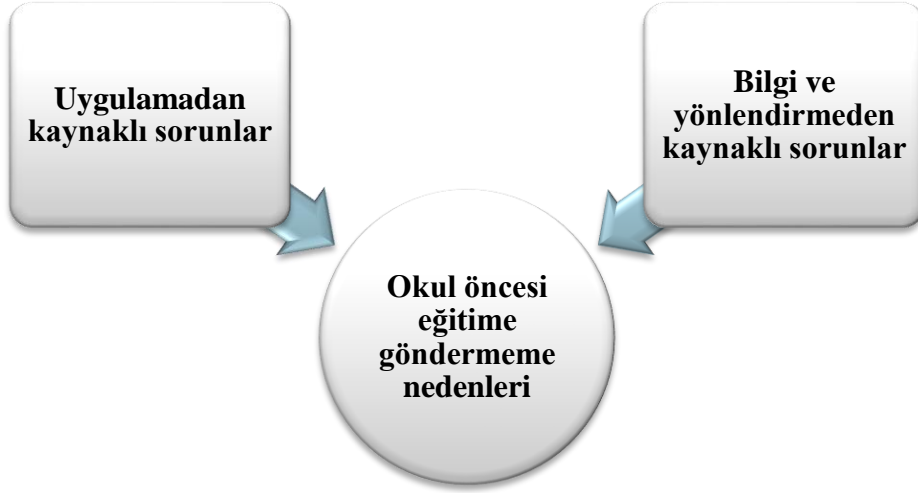 Uygulamadan
kaynaklı sorunlar
Bilgi ve
yönlendirmeden
kaynaklı sorunlar
Okul öncesi
eğitime
göndermeme
nedenleri